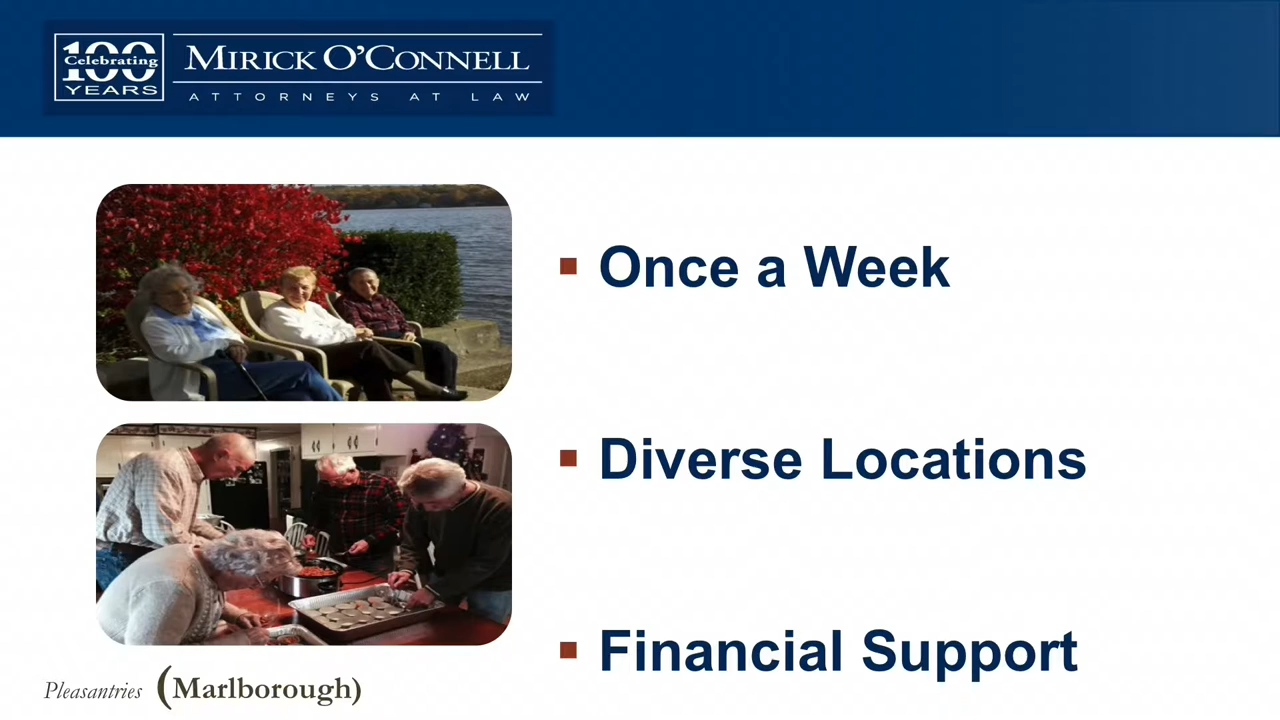 100
Celebrating
YEARS
MIRICK O'CONNELL
ATTORNEYS AT LAW
▪ Once a Week
▪ Diverse Locations
▪ Financial Support
Pleasantries (Marlborough)